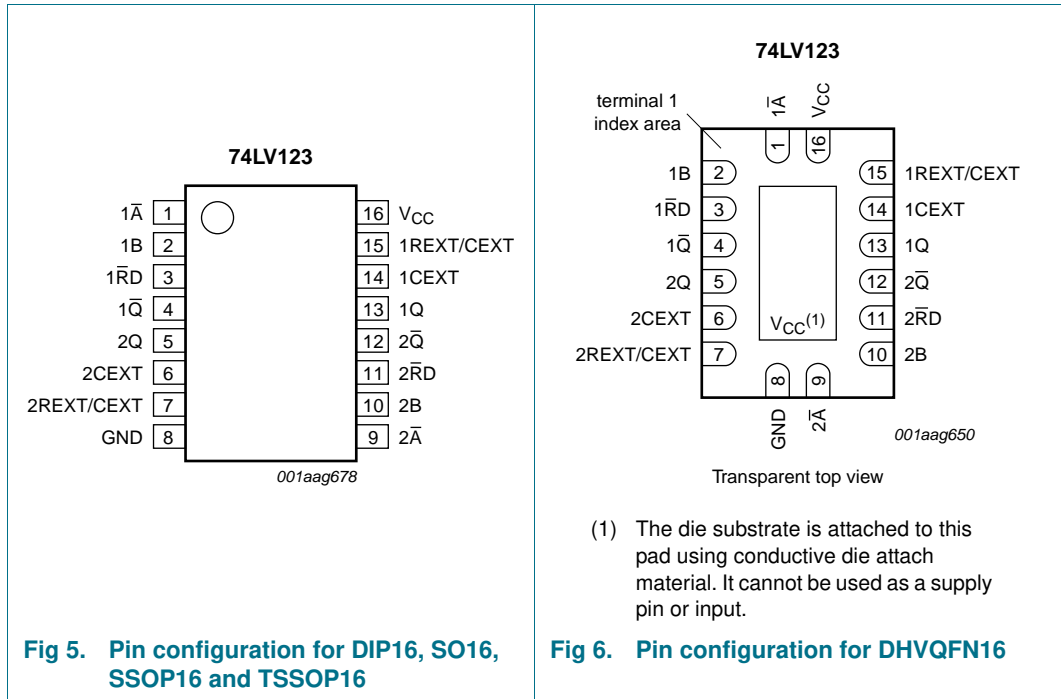 74LV123
1A̅ 1
1B 2
1R̅D 3
1Q̅ 4
2Q 5
2CEXT 6
2REXT/CEXT 7
GND 8
16 VCC
15 1REXT/CEXT
14 1CEXT
13 1Q
12 2Q̅
11 2R̅D
10 2B
9 2A̅
001aag678
Fig 5. Pin configuration for DIP16, SO16,
SSOP16 and TSSOP16
74LV123
terminal 1
index area
1A̅
VCC
1
16
1B 2
1R̅D 3
1Q̅ 4
2Q 5
2CEXT 6
2REXT/CEXT 7
15 1REXT/CEXT
14 1CEXT
13 1Q
12 2Q̅
11 2R̅D
10 2B
VCC(1)
8
9
GND
2A̅
001aag650
Transparent top view
(1) The die substrate is attached to this
pad using conductive die attach
material. It cannot be used as a supply
pin or input.
Fig 6. Pin configuration for DHVQFN16